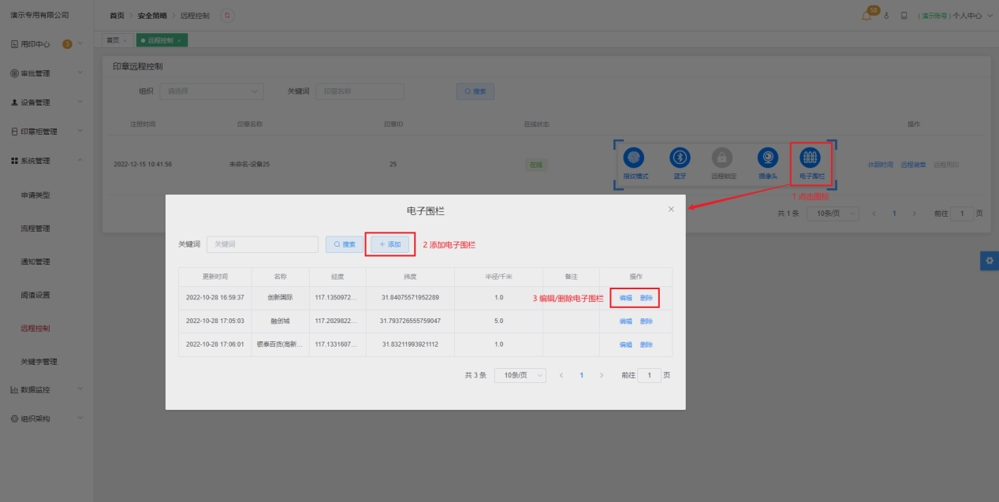 演示专用有限公司
首页 > 安全策略 > 远程控制
58
(演示账号) 个人中心
用印中心 3
审批管理
设备管理
印章柜管理
系统管理
申请类型
流程管理
通知管理
阈值设置
远程控制
关键字管理
数据监控
组织架构
首页 × 远程控制 ×
印章远程控制
组织 请选择 关键词 印章名称 搜索
注册时间 印章名称 印章ID 在线状态 操作
2022-12-15 10:41:56 未命名-设备25 25 在线 休眠时间 远程锁章 远程用印
指纹模式 蓝牙 远程锁定 摄像头 电子围栏
1 点击图标
共 1 条 10条/页 < 1 > 前往 1 页
电子围栏 ×
关键词 关键词 搜索 + 添加 2 添加电子围栏
更新时间 名称 经度 纬度 半径/千米 备注 操作
2022-10-28 16:59:37 创新国际 117.1350972... 31.84075571952289 1.0 编辑 删除
3 编辑/删除电子围栏
2022-10-28 17:05:03 融创城 117.2029822... 31.793726555759047 5.0 编辑 删除
2022-10-28 17:06:01 银泰百货(高新... 117.1331607... 31.83211993921112 1.0 编辑 删除
共 3 条 10条/页 < 1 > 前往 1 页